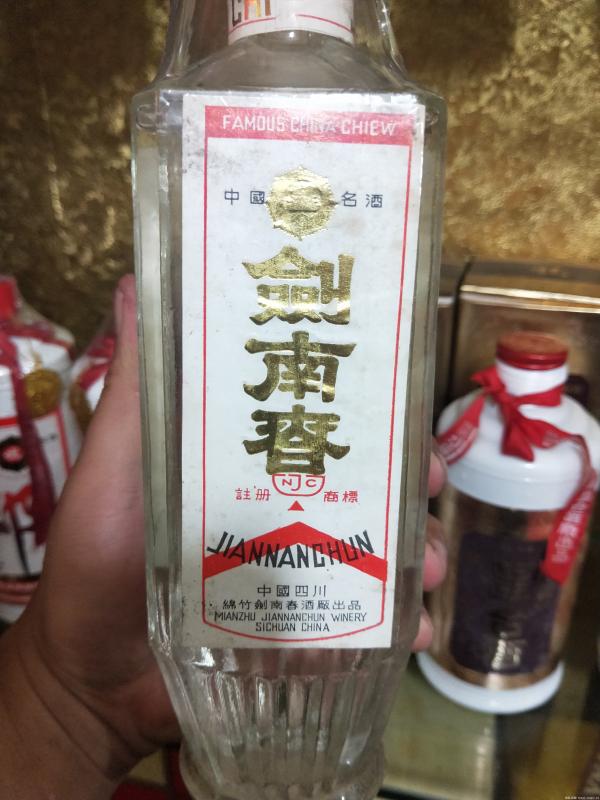 CHI
FAMOUS CHINA CHIEW
中國 名酒
劍南春
NJC
註册 商標
JIANNANCHUN
中國四川
綿竹劍南春酒廠出品
MIANZHU JIANNANCHUN WINERY
SICHUAN CHINA